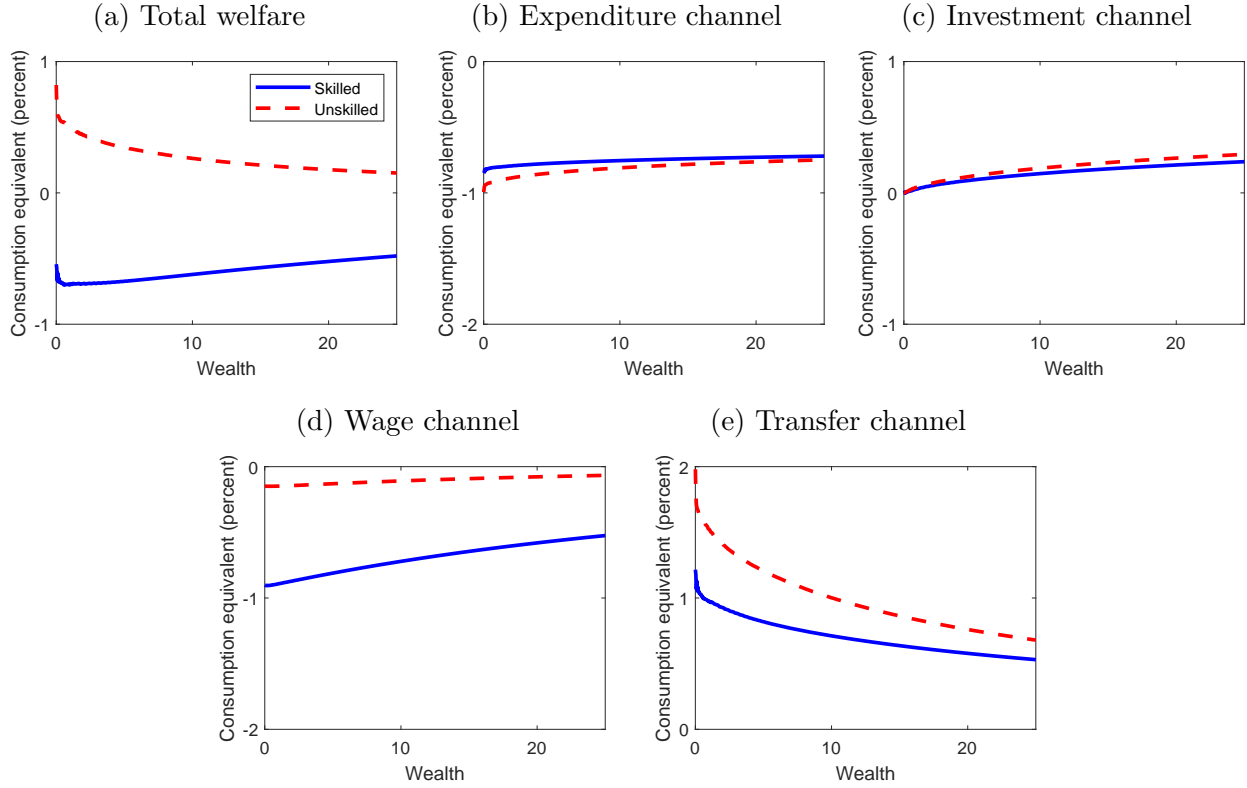 (a) Total welfare
(b) Expenditure channel
(c) Investment channel
Consumption equivalent (percent)
1
0
-1
0
10
20
Wealth
Skilled
Unskilled
Consumption equivalent (percent)
0
-1
-2
0
10
20
Wealth
Consumption equivalent (percent)
1
0
-1
0
10
20
Wealth
(d) Wage channel
(e) Transfer channel
Consumption equivalent (percent)
0
-1
-2
0
10
20
Wealth
Consumption equivalent (percent)
2
1
0
0
10
20
Wealth